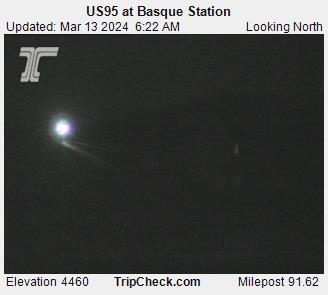 US95 at Basque Station
Updated: Mar 13 2024 6:22 AM Looking North
Elevation 4460 TripCheck.com Milepost 91.62